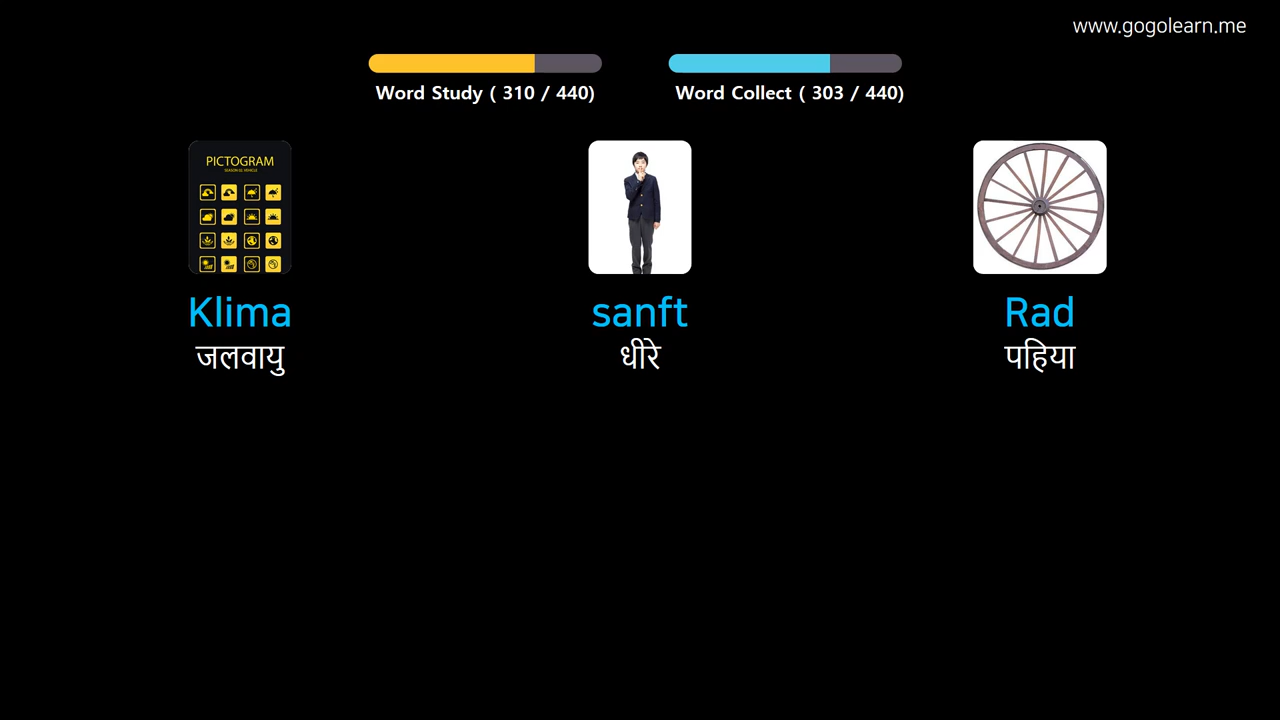 www.gogolearn.me
Word Study ( 310 / 440)
Word Collect ( 303 / 440)
PICTOGRAM
Klima
sanft
Rad
जलवायु
धीरे
पहिया